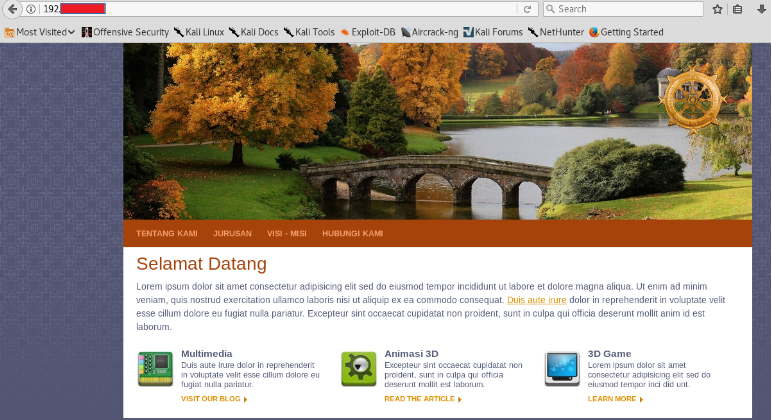 192.
Search
Most Visited
Offensive Security
Kali Linux
Kali Docs
Kali Tools
Exploit-DB
Aircrack-ng
Kali Forums
NetHunter
Getting Started
TENTANG KAMI
JURUSAN
VISI - MISI
HUBUNGI KAMI
Selamat Datang
Lorem ipsum dolor sit amet consectetur adipisicing elit sed do eiusmod tempor incididunt ut labore et dolore magna aliqua. Ut enim ad minim
veniam, quis nostrud exercitation ullamco laboris nisi ut aliquip ex ea commodo consequat. Duis aute irure dolor in reprehenderit in voluptate velit
esse cillum dolore eu fugiat nulla pariatur. Excepteur sint occaecat cupidatat non proident, sunt in culpa qui officia deserunt mollit anim id est
laborum.
Multimedia
Duis aute irure dolor in reprehenderit
in voluptate velit esse cillum dolore eu
fugiat nulla pariatur.
VISIT OUR BLOG
Animasi 3D
Excepteur sint occaecat cupidatat non
proident, sunt in culpa qui officia
deserunt mollit est laborum.
READ THE ARTICLE
3D Game
Lorem ipsum dolor sit amet
consectetur adipisicing elit sed do
eiusmod tempor inci did unt.
LEARN MORE